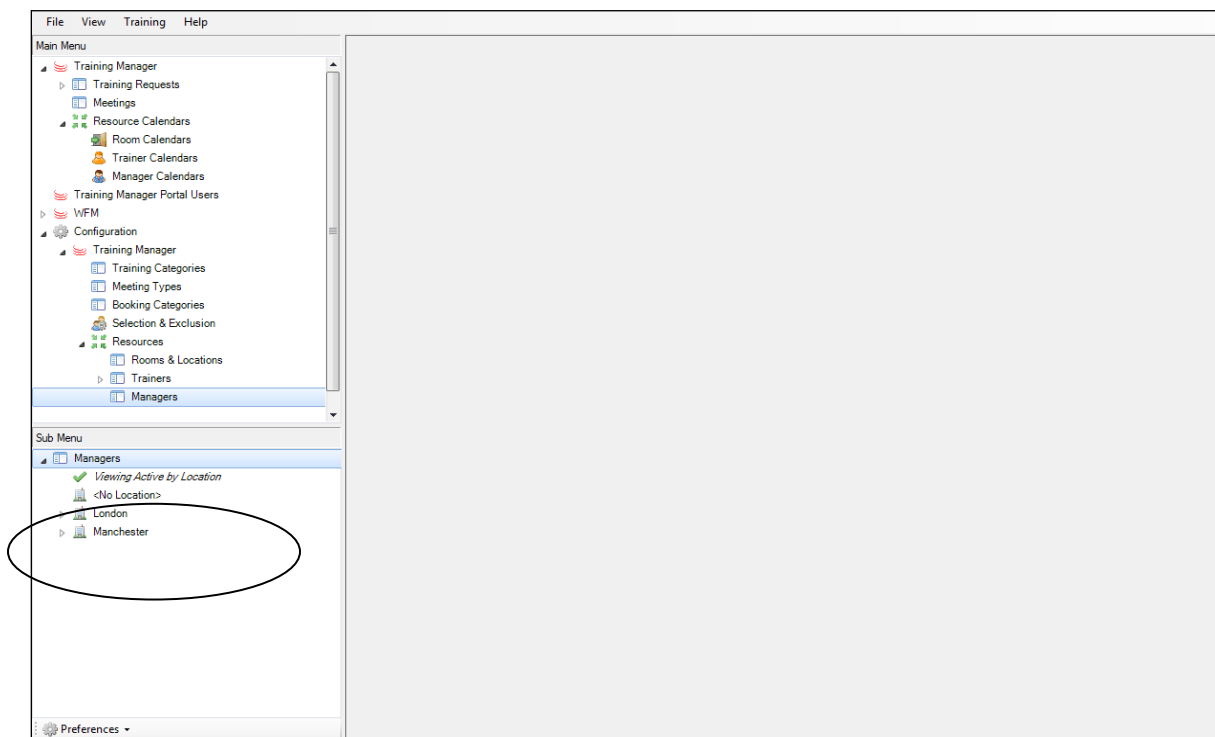 File View Training Help
Main Menu
Training Manager
Training Requests
Meetings
Resource Calendars
Room Calendars
Trainer Calendars
Manager Calendars
Training Manager Portal Users
WFM
Configuration
Training Manager
Training Categories
Meeting Types
Booking Categories
Selection & Exclusion
Resources
Rooms & Locations
Trainers
Managers
Sub Menu
Managers
Viewing Active by Location
<No Location>
London
Manchester
Preferences